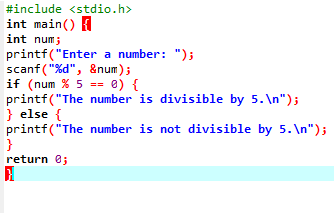 #include <stdio.h>
int main() {
int num;
printf("Enter a number: ");
scanf("%d", &num);
if (num % 5 == 0) {
printf("The number is divisible by 5.\n");
} else {
printf("The number is not divisible by 5.\n");
}
return 0;
}